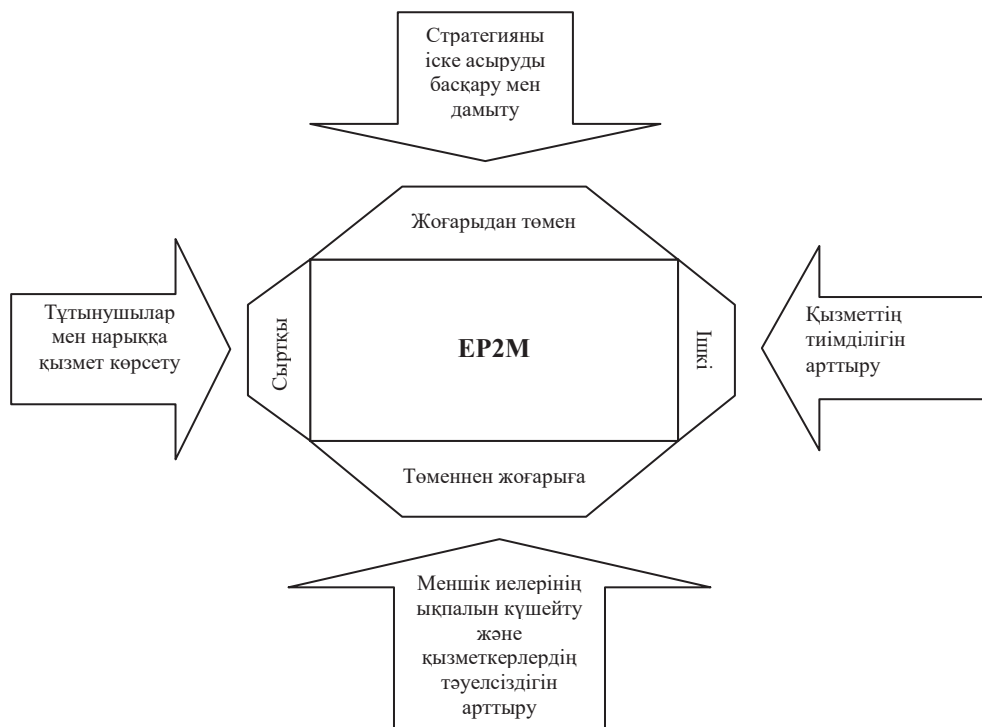 Стратегияны
іске асыруды
басқару мен
дамыту
Жоғарыдан төмен
Тұтынушылар
мен нарыққа
қызмет көрсету
Сыртқы
EP2M
Ішкі
Қызметтің
тиімділігін
арттыру
Төменнен жоғарыға
Меншік иелерінің
ықпалын күшейту
және
қызметкерлердің
тәуелсіздігін
арттыру